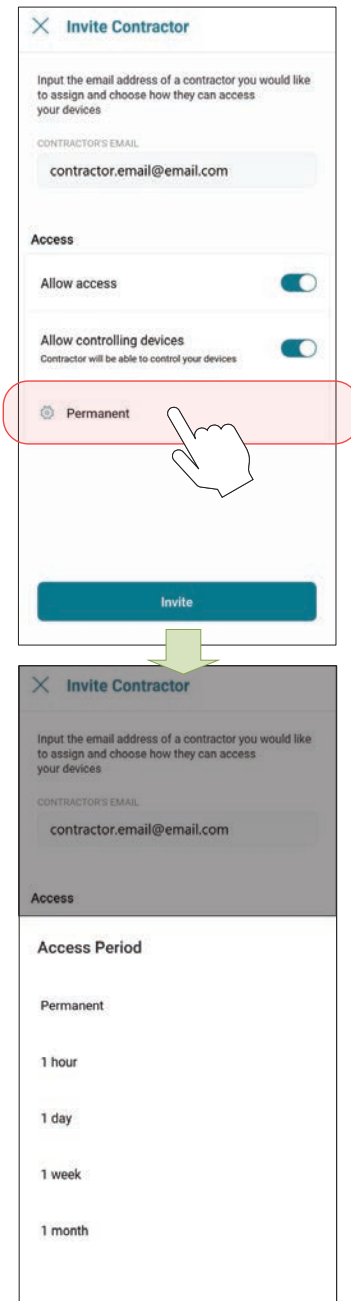 Invite Contractor
Input the email address of a contractor you would like
to assign and choose how they can access
your devices
CONTRACTOR'S EMAIL
contractor.email@email.com
Access
Allow access
Allow controlling devices
Contractor will be able to control your devices
Permanent
Invite
Invite Contractor
Input the email address of a contractor you would like
to assign and choose how they can access
your devices
CONTRACTOR'S EMAIL
contractor.email@email.com
Access
Access Period
Permanent
1 hour
1 day
1 week
1 month